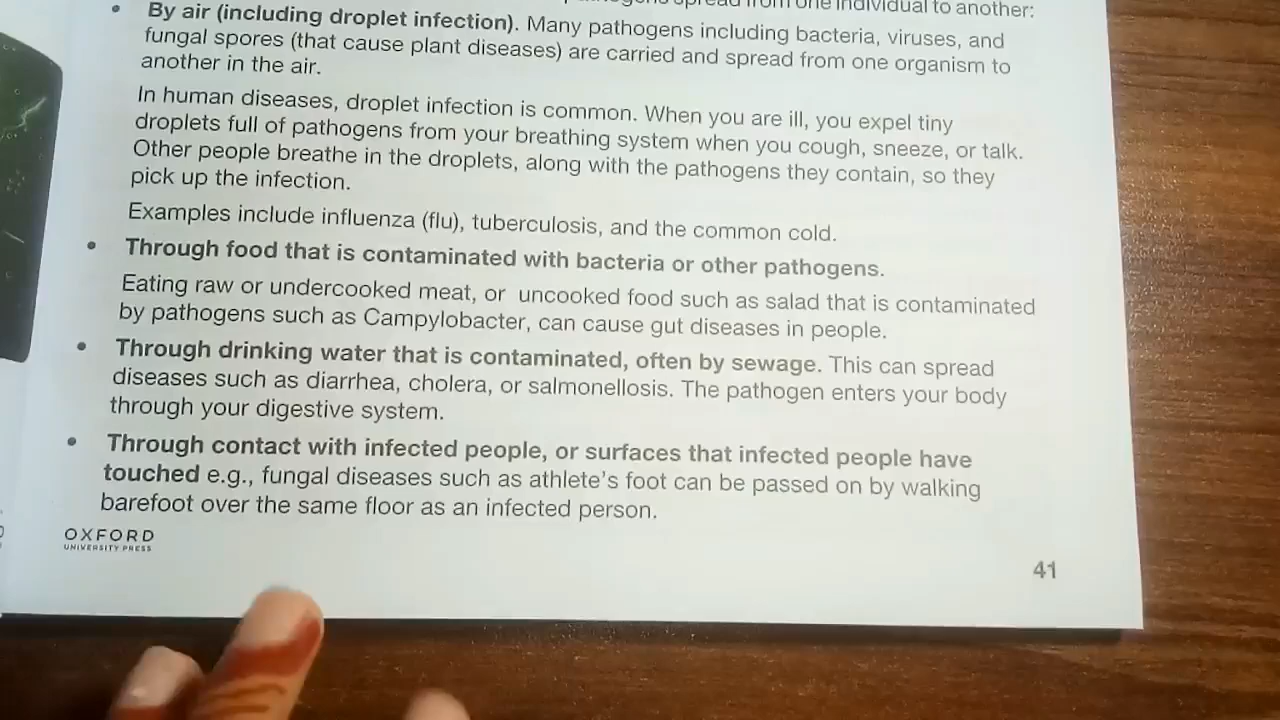 spread from one individual to another:
• By air (including droplet infection). Many pathogens including bacteria, viruses, and
fungal spores (that cause plant diseases) are carried and spread from one organism to
another in the air.
In human diseases, droplet infection is common. When you are ill, you expel tiny
droplets full of pathogens from your breathing system when you cough, sneeze, or talk.
Other people breathe in the droplets, along with the pathogens they contain, so they
pick up the infection.
Examples include influenza (flu), tuberculosis, and the common cold.
• Through food that is contaminated with bacteria or other pathogens.
Eating raw or undercooked meat, or uncooked food such as salad that is contaminated
by pathogens such as Campylobacter, can cause gut diseases in people.
• Through drinking water that is contaminated, often by sewage. This can spread
diseases such as diarrhea, cholera, or salmonellosis. The pathogen enters your body
through your digestive system.
• Through contact with infected people, or surfaces that infected people have
touched e.g., fungal diseases such as athlete's foot can be passed on by walking
barefoot over the same floor as an infected person.
OXFORD
UNIVERSITY PRESS
41